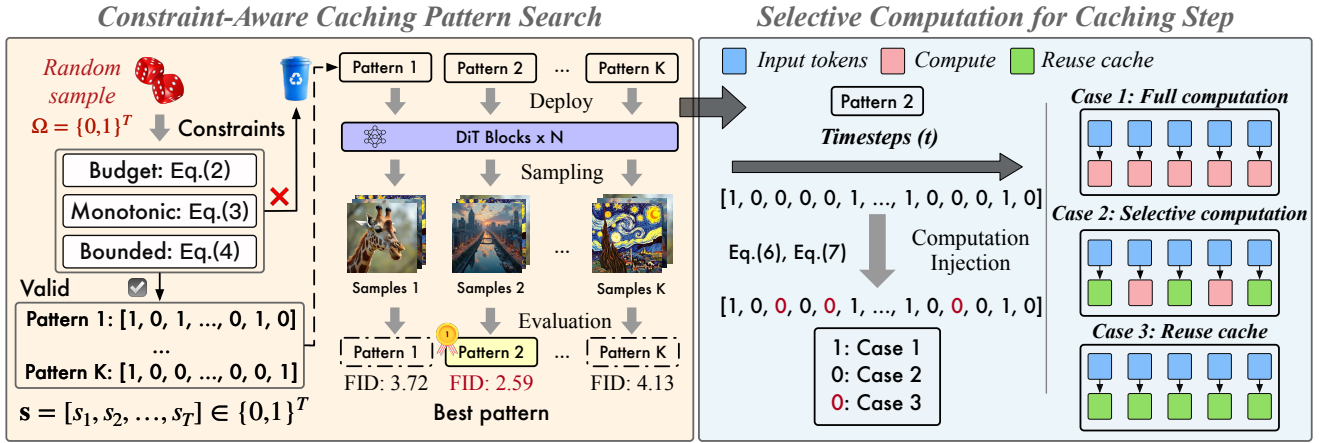 Constraint-Aware Caching Pattern Search
Random
sample
Ω = {0,1}^T
Constraints
Budget: Eq.(2)
Monotonic: Eq.(3)
Bounded: Eq.(4)
Valid
Pattern 1: [1, 0, 1, ..., 0, 1, 0]
...
Pattern K: [1, 0, 0, ..., 0, 0, 1]
s = [s_1, s_2, …, s_T] ∈ {0,1}^T
Pattern 1 Pattern 2 ... Pattern K
Deploy
DiT Blocks x N
Sampling
...
Samples 1 Samples 2 Samples K
Evaluation
1
Pattern 1 Pattern 2 ... Pattern K
FID: 3.72 FID: 2.59 FID: 4.13
Best pattern
Selective Computation for Caching Step
Input tokens Compute Reuse cache
Pattern 2
Timesteps (t)
[1, 0, 0, 0, 0, 1, ..., 1, 0, 0, 0, 1, 0]
Eq.(6), Eq.(7)
Computation
Injection
[1, 0, 0, 0, 0, 1, ..., 1, 0, 0, 0, 1, 0]
1: Case 1
0: Case 2
0: Case 3
Case 1: Full computation
Case 2: Selective computation
Case 3: Reuse cache